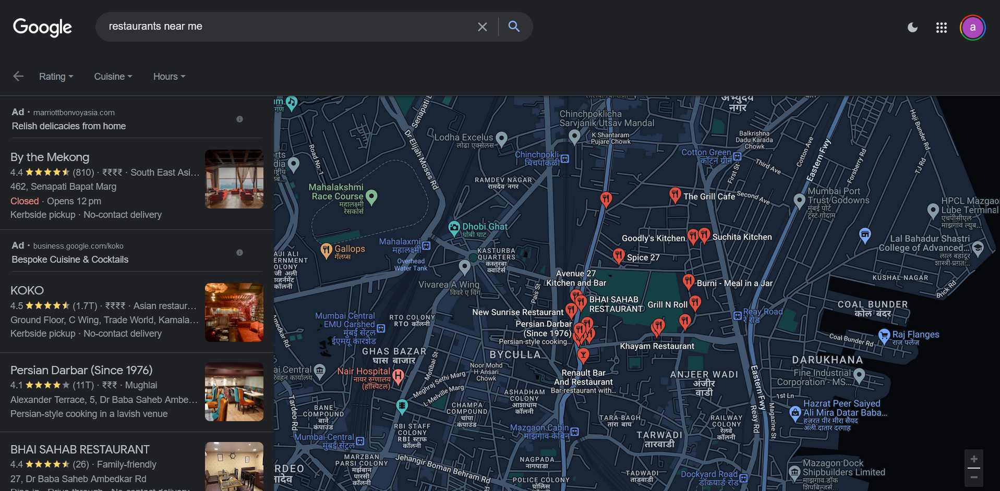 Google
restaurants near me
a
Rating
Cuisine
Hours
Ad · marriottbonvoyasia.com
Relish delicacies from home
By the Mekong
4.4 (810) · ₹₹₹₹ · South East Asi...
462, Senapati Bapat Marg
Closed · Opens 12 pm
Kerbside pickup · No-contact delivery
Ad · business.google.com/koko
Bespoke Cuisine & Cocktails
KOKO
4.5 (1.7T) · ₹₹₹₹ · Asian restaur...
Ground Floor, C Wing, Trade World, Kamala...
Kerbside pickup · No-contact delivery
Persian Darbar (Since 1976)
4.1 (11T) · ₹₹₹ · Mughlai
Alexander Terrace, 5, Dr Baba Saheb Ambe...
Persian-style cooking in a lavish venue
BHAI SAHAB RESTAURANT
4.4 (26) · Family-friendly
27, Dr Baba Saheb Ambedkar Rd
Senapati
Dr Elijah Moses Rd
Road No. 1
Lodha Excelus
लोढा एक्सेलस
Chinchpoklicha
Sarvjanik Utsav Mandal
K Shantaram
Pujare Chowk
अभ्युदय
नगर
Balkrishna
Dadu Karada
Chowk
Haji Bunder Rd
Chinchpokli
चिंचपोकळी
Cotton Green
कॉटन ग्रीन
Cotton Ave
Eastern Fwy
Forsberry Rd
TJ Rd
First St
Third Ave
Second Ave
RAMDEV NAGAR
रामदेव नगर
Mahalakshmi
Race Course
महालक्ष्मी
रेसकोर्स
The Grill Cafe
Mumbai Port
Trust Godowns
मुंबई पोर्ट
ट्रस्ट गोदाम
HPCL Mazgao
Lube Terminal
एचपीसीएल
माझगांव ल्युब...
Dhobi Ghat
धोबी घाट
Goodly's Kitchen
Suchita Kitchen
Mahalaxmi
महालक्ष्मी
Gallops
गॅलप्स
Overhead
Water Tank
KASTURBA
QUARTERS
कस्तुरबा
क्वार्टर्स
Spice 27
Lal Bahadur Shastri
College of Advanced...
लाल बहादूर
शास्त्री प्रगत...
AJI ALI
ERNMENT
OLONY
जी अली
कॉलनी
Vivarea A Wing
विवरे ए विंग
Pais St
Avenue 27
Kitchen and Bar
Burni - Meal in a Jar
KUSHAL NAGAR
Brick Rd
BHAI SAHAB
RESTAURANT
Grill N Roll
New Sunrise Restaurant
COAL BUNDER
कोल बंदर
Reay Road
रे रोड
Mumbai Central
EMU Carshed
मुंबई सेंट्रल
ईएमयू कारशेड
RTO COLONY
RTO कॉलनी
Persian Darbar
(Since 1976)
Persian-style cooking...
Khayam Restaurant
Raj Flanges
राज फ्लेंज
Coal Bunder Rd
GHAS BAZAR
घास बाजार
BYCULLA
DARUKHANA
Motibai St
Noor Mohd
H Ansari
Chowk
Nair Hospital
नायर रुग्णालय
(हॉस्पिटल)
Meghraj Sethi Marg
L Melville Marg
Renault Bar
And Restaurant
Bar-restaurant with...
ANJEER WADI
अंजीर
वाडी
Eastern Fwy
Fine Industrial
Corporation - MS...
ASHADHAM
COLONY
आशाधाम
कॉलनी
1st Ln
Hazrat Peer Saiyed
Ali Mira Datar Baba...
हजरत पीर मीरा सैयद
अली दातार दरगाह
Tardeo Rd
BANE
COMPOUND
बाने
कंपाउंड
CHAMPA
COMPOUND
चांपा
कंपाउंड
TARA BAGH
तारा बाघ
RAILWAY
COLONY
रेल्वे
कॉलनी
Reay Rd
Magazine St
RBI STAFF
COLONY
RBI स्टाफ
कॉलनी
Mazgaon Cabin
माझगाव केबिन
TARWADI
तारवाडी
Mumbai Central
मुंबई सेंट्रल
MARZBAN
PARSI COLONY
मर्झबान
पारसी
कॉलनी
Jehangir Boman Behram Rd
NAGPADA
नागपाडा
POLICE COLONY
पोलिस
कॉलनी
TADWADI
ताडवाडी
Dockyard Road
डॉकयार्ड रोड
Mazagon Dock
Shipbuilders Limited
माझगाव डॉक
शिपबिल्डर्स...